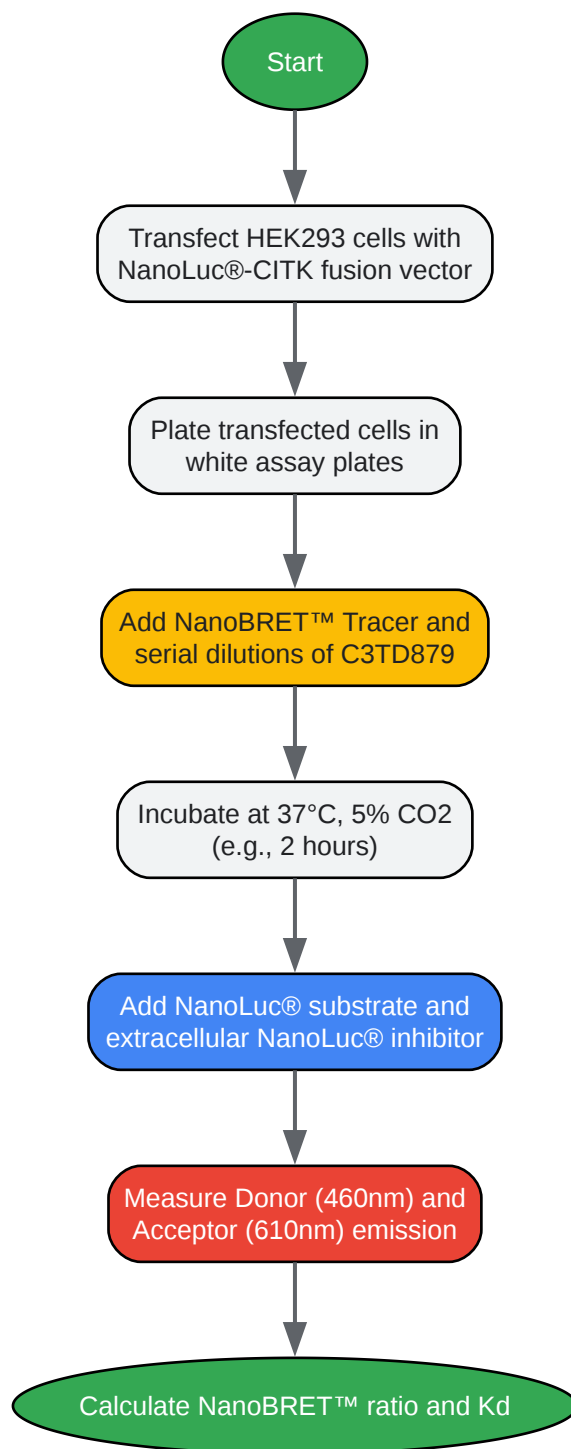 Start
Transfect HEK293 cells with
NanoLuc®-CITK fusion vector
Plate transfected cells in
white assay plates
Add NanoBRET™ Tracer and
serial dilutions of C3TD879
Incubate at 37°C, 5% CO2
(e.g., 2 hours)
Add NanoLuc® substrate and
extracellular NanoLuc® inhibitor
Measure Donor (460nm) and
Acceptor (610nm) emission
Calculate NanoBRET™ ratio and Kd